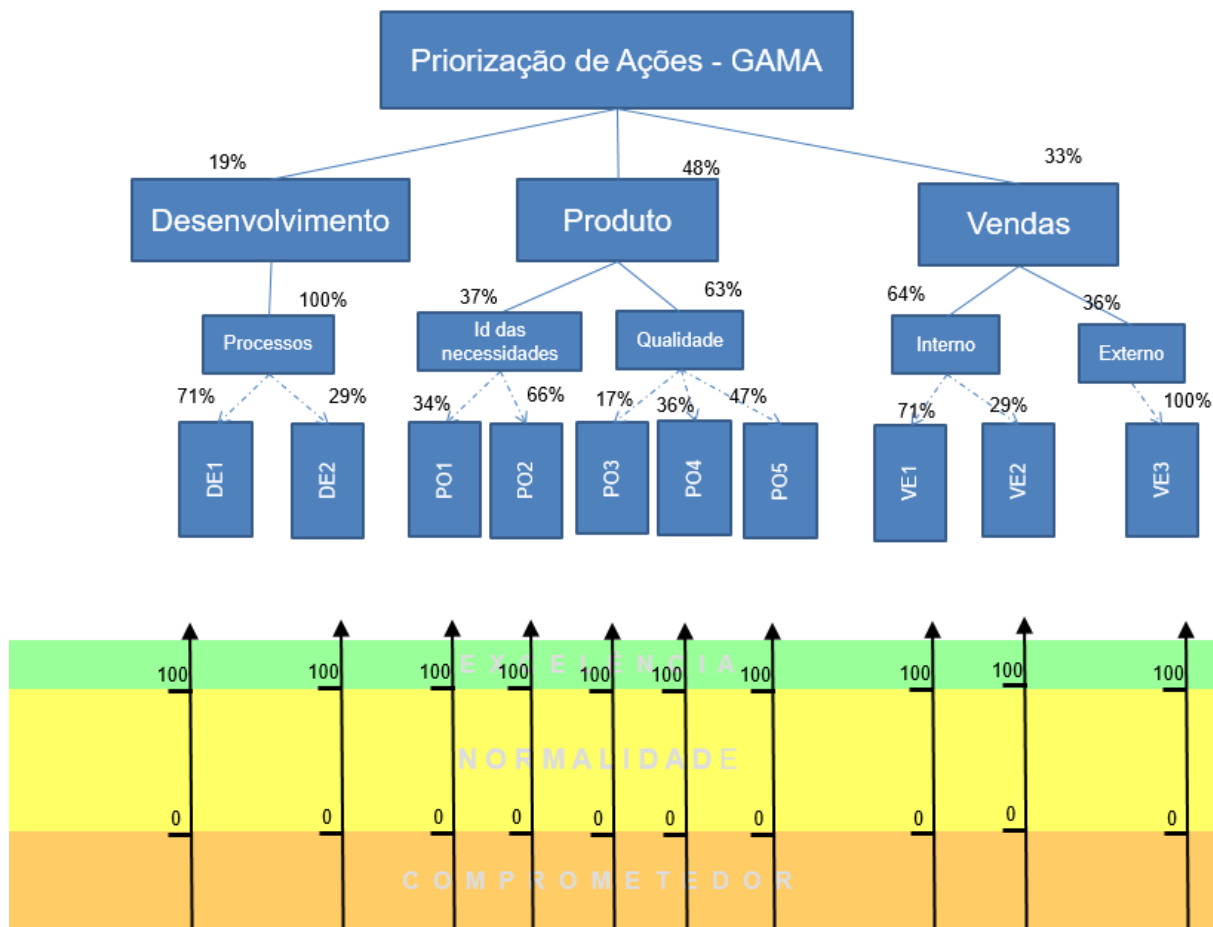 Priorização de Ações - GAMA
19%
48%
33%
Desenvolvimento
Produto
Vendas
100%
37%
63%
64%
36%
Processos
Id das
necessidades
Qualidade
Interno
Externo
71%
29%
34%
66%
17%
36%
47%
71%
29%
100%
DE1
DE2
PO1
PO2
PO3
PO4
PO5
VE1
VE2
VE3
EXCELÊNCIA
100
100
100
100
100
100
100
100
100
100
NORMALIDADE
0
0
0
0
0
0
0
0
0
0
COMPROMETEDOR